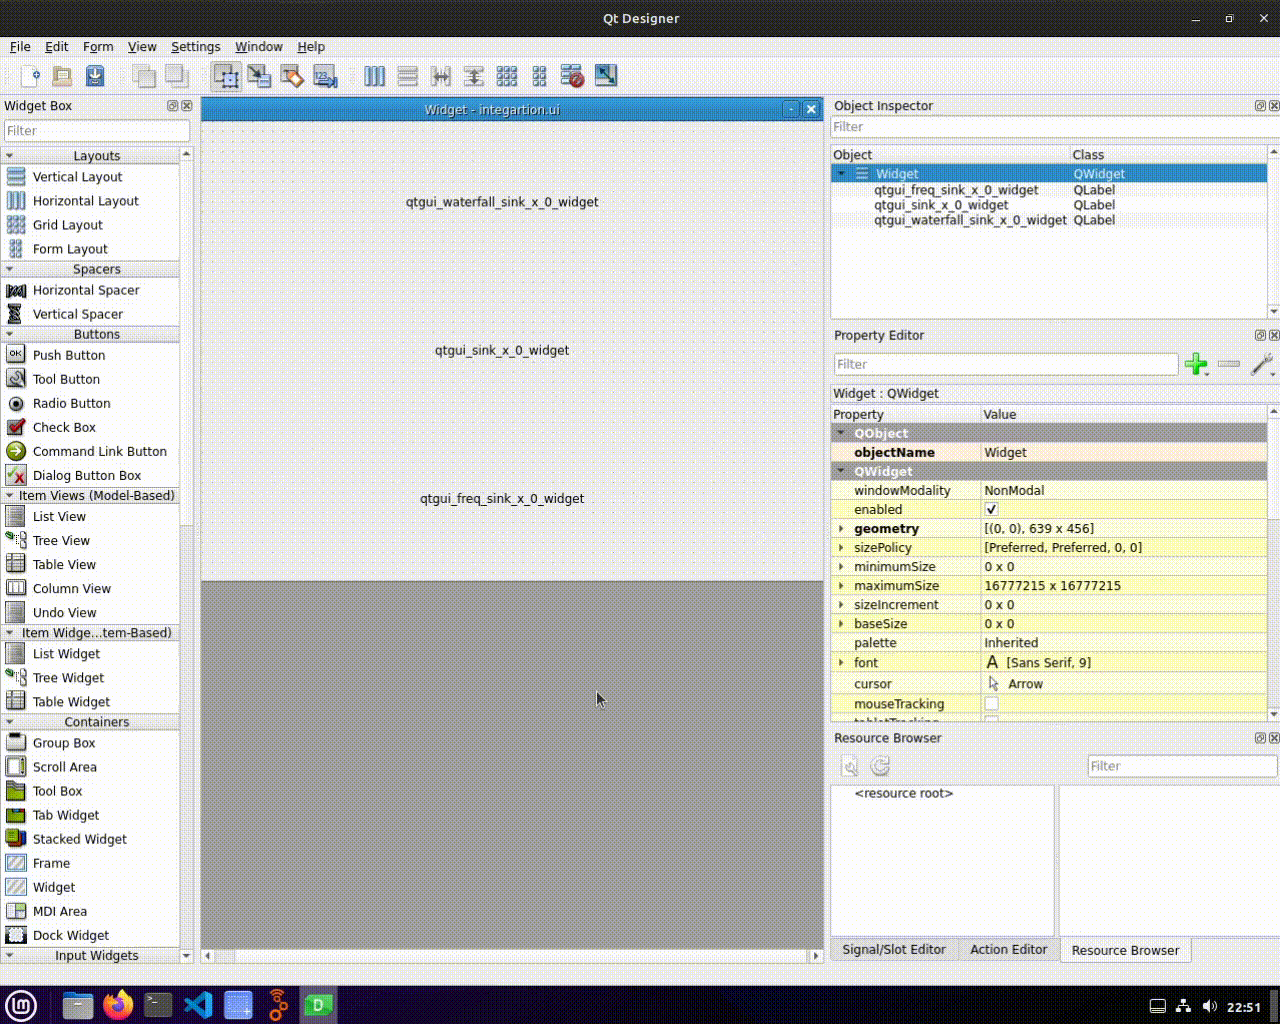 Qt Designer
File Edit Form View Settings Window Help
123
Widget Box
Filter
Layouts
Vertical Layout
Horizontal Layout
Grid Layout
Form Layout
Spacers
Horizontal Spacer
Vertical Spacer
Buttons
OK Push Button
Tool Button
Radio Button
Check Box
Command Link Button
Dialog Button Box
Item Views (Model-Based)
List View
Tree View
Table View
Column View
Undo View
Item Widge...tem-Based)
List Widget
Tree Widget
Table Widget
Containers
Group Box
Scroll Area
Tool Box
Tab Widget
Stacked Widget
Frame
Widget
MDI Area
Dock Widget
Input Widgets
Widget - integartion.ui
qtgui_waterfall_sink_x_0_widget
qtgui_sink_x_0_widget
qtgui_freq_sink_x_0_widget
Object Inspector
Filter
Object Class
Widget QWidget
qtgui_freq_sink_x_0_widget QLabel
qtgui_sink_x_0_widget QLabel
qtgui_waterfall_sink_x_0_widget QLabel
Property Editor
Filter
Widget : QWidget
Property Value
QObject
objectName Widget
QWidget
windowModality NonModal
enabled
geometry [(0, 0), 639 x 456]
sizePolicy [Preferred, Preferred, 0, 0]
minimumSize 0 x 0
maximumSize 16777215 x 16777215
sizeIncrement 0 x 0
baseSize 0 x 0
palette Inherited
font A [Sans Serif, 9]
cursor Arrow
mouseTracking
tabletTracking
Resource Browser
Filter
<resource root>
Signal/Slot Editor Action Editor Resource Browser
D
22:51